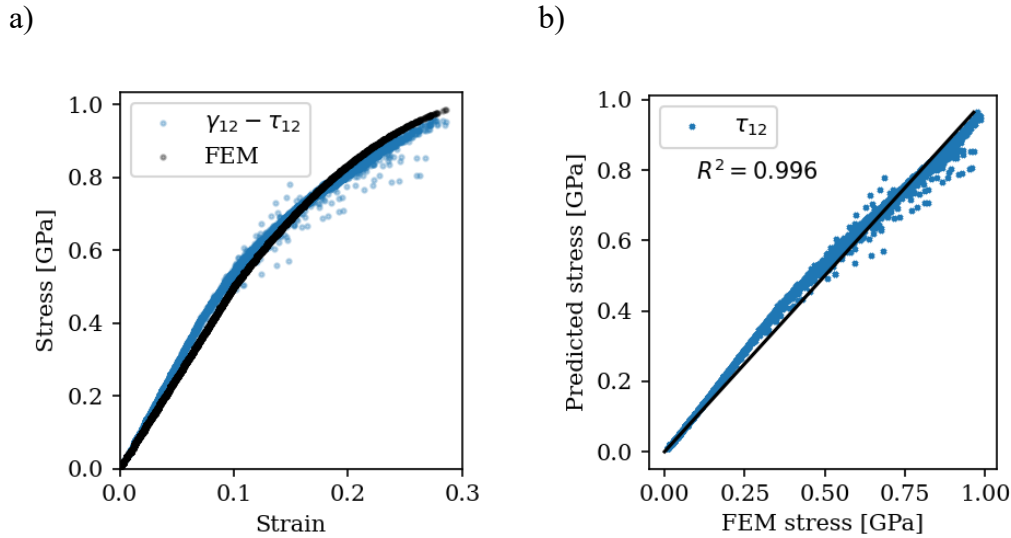 a)
b)
1.0
0.8
0.6
0.4
0.2
0.0
0.0 0.1 0.2 0.3
Stress [GPa]
Strain
γ₁₂ − τ₁₂
FEM
1.0
0.8
0.6
0.4
0.2
0.0
0.00 0.25 0.50 0.75 1.00
Predicted stress [GPa]
FEM stress [GPa]
τ₁₂
R² = 0.996